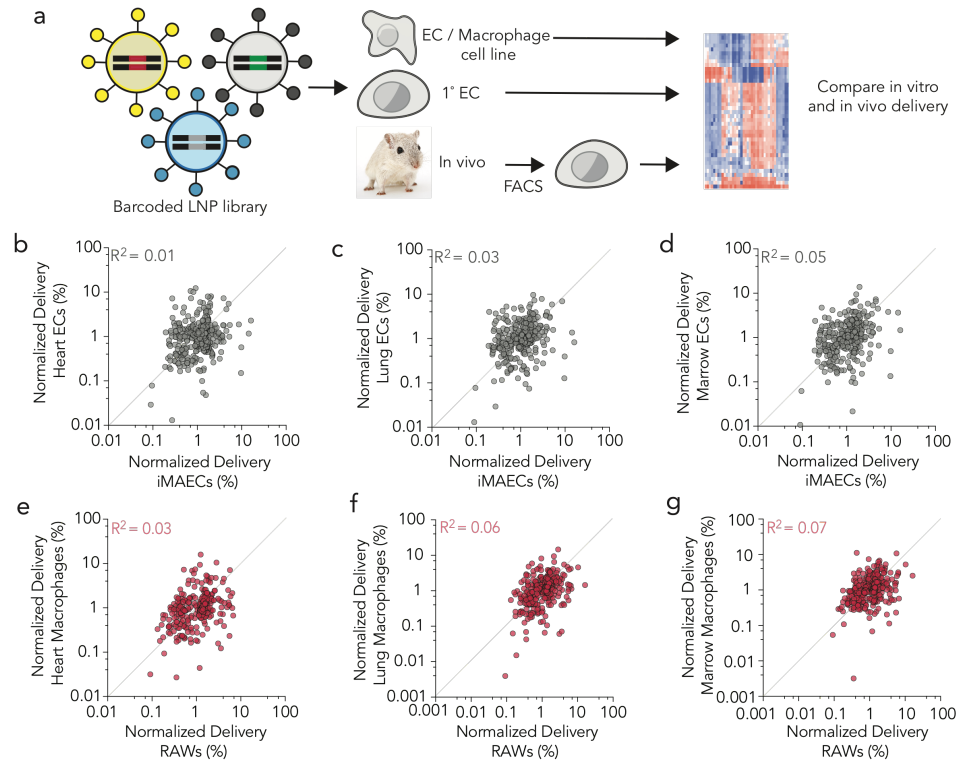 a
EC / Macrophage
cell line
1° EC
In vivo
FACS
Compare in vitro
and in vivo delivery
Barcoded LNP library
b
R² = 0.01
Normalized Delivery
Heart ECs (%)
100
10
1
0.1
0.01
0.01 0.1 1 10 100
Normalized Delivery
iMAECs (%)
c
R² = 0.03
Normalized Delivery
Lung ECs (%)
100
10
1
0.1
0.01
0.01 0.1 1 10 100
Normalized Delivery
iMAECs (%)
d
R² = 0.05
Normalized Delivery
Marrow ECs (%)
100
10
1
0.1
0.01
0.01 0.1 1 10 100
Normalized Delivery
iMAECs (%)
e
R² = 0.03
Normalized Delivery
Heart Macrophages (%)
100
10
1
0.1
0.01
0.01 0.1 1 10 100
Normalized Delivery
RAWs (%)
f
R² = 0.06
Normalized Delivery
Lung Macrophages (%)
100
10
1
0.1
0.01
0.001
0.001 0.01 0.1 1 10 100
Normalized Delivery
RAWs (%)
g
R² = 0.07
Normalized Delivery
Marrow Macrophages (%)
100
10
1
0.1
0.01
0.001
0.001 0.01 0.1 1 10 100
Normalized Delivery
RAWs (%)